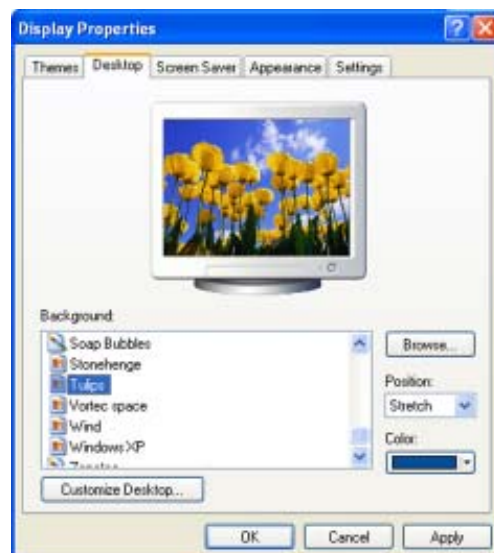 Display Properties
Themes Desktop Screen Saver Appearance Settings
Background:
Soap Bubbles
Stonehenge
Tulips
Vortec space
Wind
Windows XP
Browse...
Position:
Stretch
Color:
Customize Desktop...
OK Cancel Apply